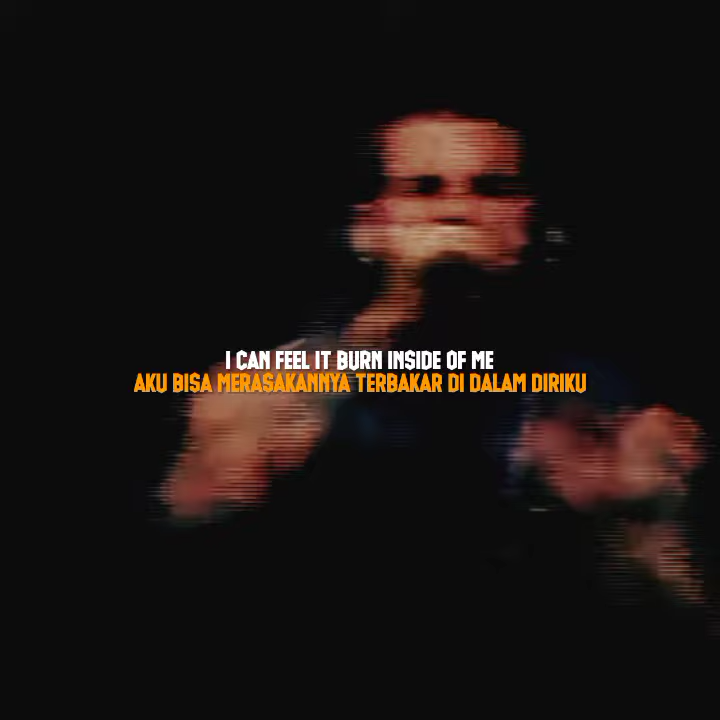 I CAN FEEL IT BURN INSIDE OF ME
AKU BISA MERASAKANNYA TERBAKAR DI DALAM DIRIKU